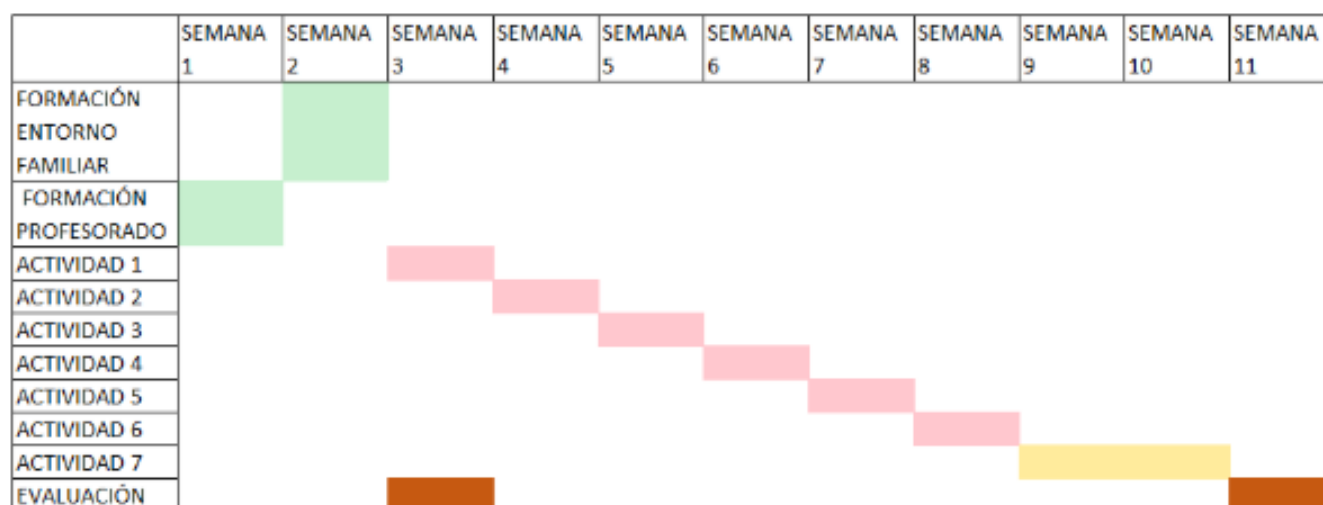 SEMANA SEMANA SEMANA SEMANA SEMANA SEMANA SEMANA SEMANA SEMANA SEMANA SEMANA
1 2 3 4 5 6 7 8 9 10 11
FORMACIÓN
ENTORNO
FAMILIAR
FORMACIÓN
PROFESORADO
ACTIVIDAD 1
ACTIVIDAD 2
ACTIVIDAD 3
ACTIVIDAD 4
ACTIVIDAD 5
ACTIVIDAD 6
ACTIVIDAD 7
EVALUACIÓN